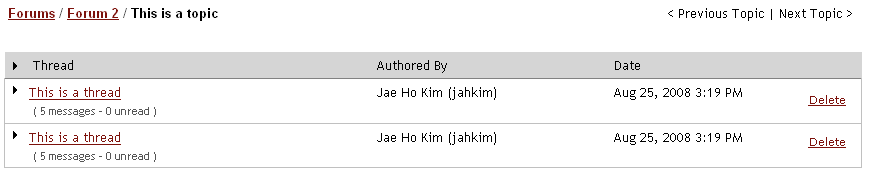 Forums / Forum 2 / This is a topic < Previous Topic | Next Topic >
Thread Authored By Date
This is a thread Jae Ho Kim (jahkim) Aug 25, 2008 3:19 PM Delete
( 5 messages - 0 unread )
This is a thread Jae Ho Kim (jahkim) Aug 25, 2008 3:19 PM Delete
( 5 messages - 0 unread )